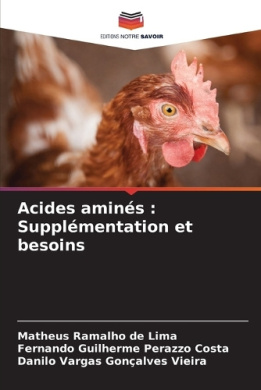 EDITIONS NOTRE SAVOIR
Acides aminés :
Supplémentation et
besoins
Matheus Ramalho de Lima
Fernando Guilherme Perazzo Costa
Danilo Vargas Gonçalves Vieira